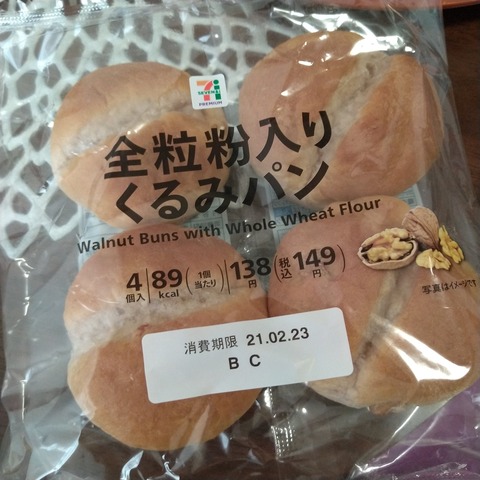 7i
SEVEN&i
PREMIUM
全粒粉入り
くるみパン
Walnut Buns with Whole Wheat Flour
4個入 89kcal (1個当たり) 138円 (税込149円)
写真はイメージです
消費期限 21.02.23
B C